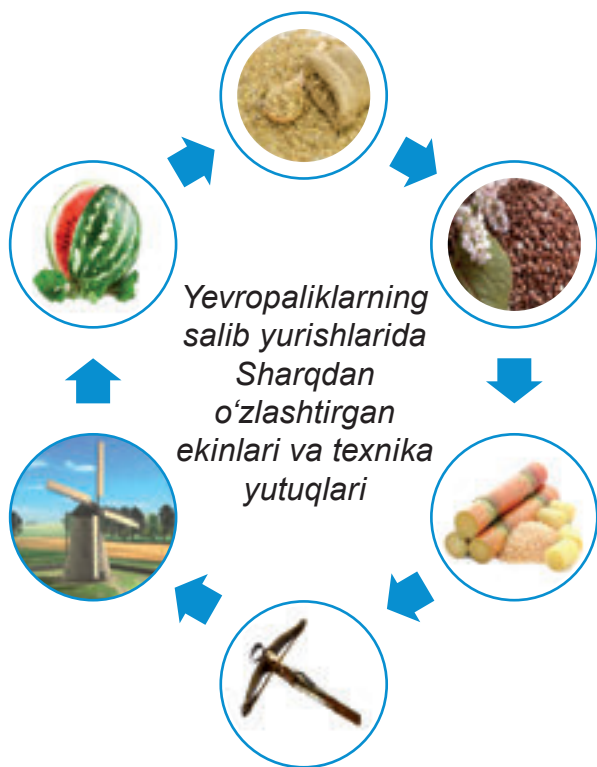 Yevropaliklarning
salib yurishlarida
Sharqdan
o‘zlashtirgan
ekinlari va texnika
yutuqlari